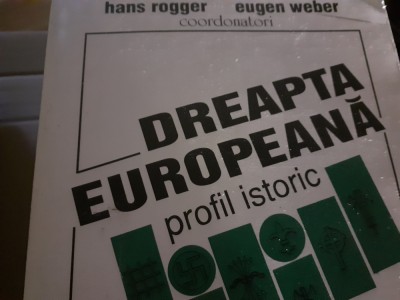 hans rogger eugen weber
coordonatori
DREAPTA
EUROPEANĂ
profil istoric